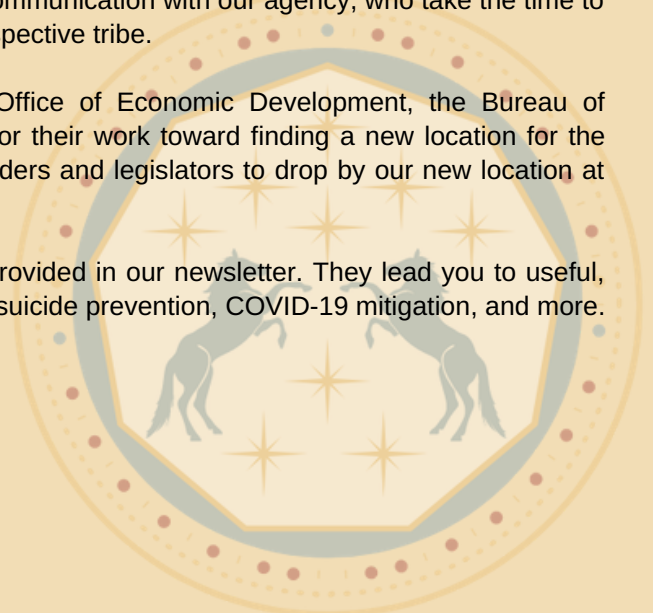 communication with our agency, who take the time to
spective tribe.
Office of Economic Development, the Bureau of
or their work toward finding a new location for the
ders and legislators to drop by our new location at
rovided in our newsletter. They lead you to useful,
suicide prevention, COVID-19 mitigation, and more.